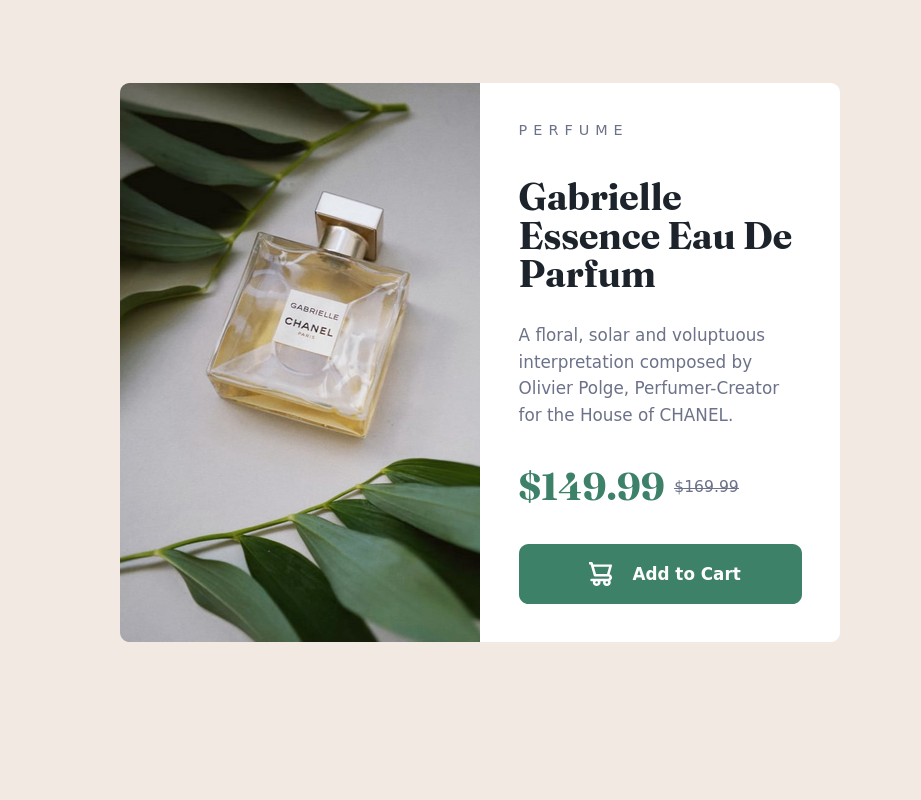 GABRIELLE
CHANEL
PARIS
PERFUME
Gabrielle
Essence Eau De
Parfum
A floral, solar and voluptuous
interpretation composed by
Olivier Polge, Perfumer-Creator
for the House of CHANEL.
$149.99 $169.99
Add to Cart